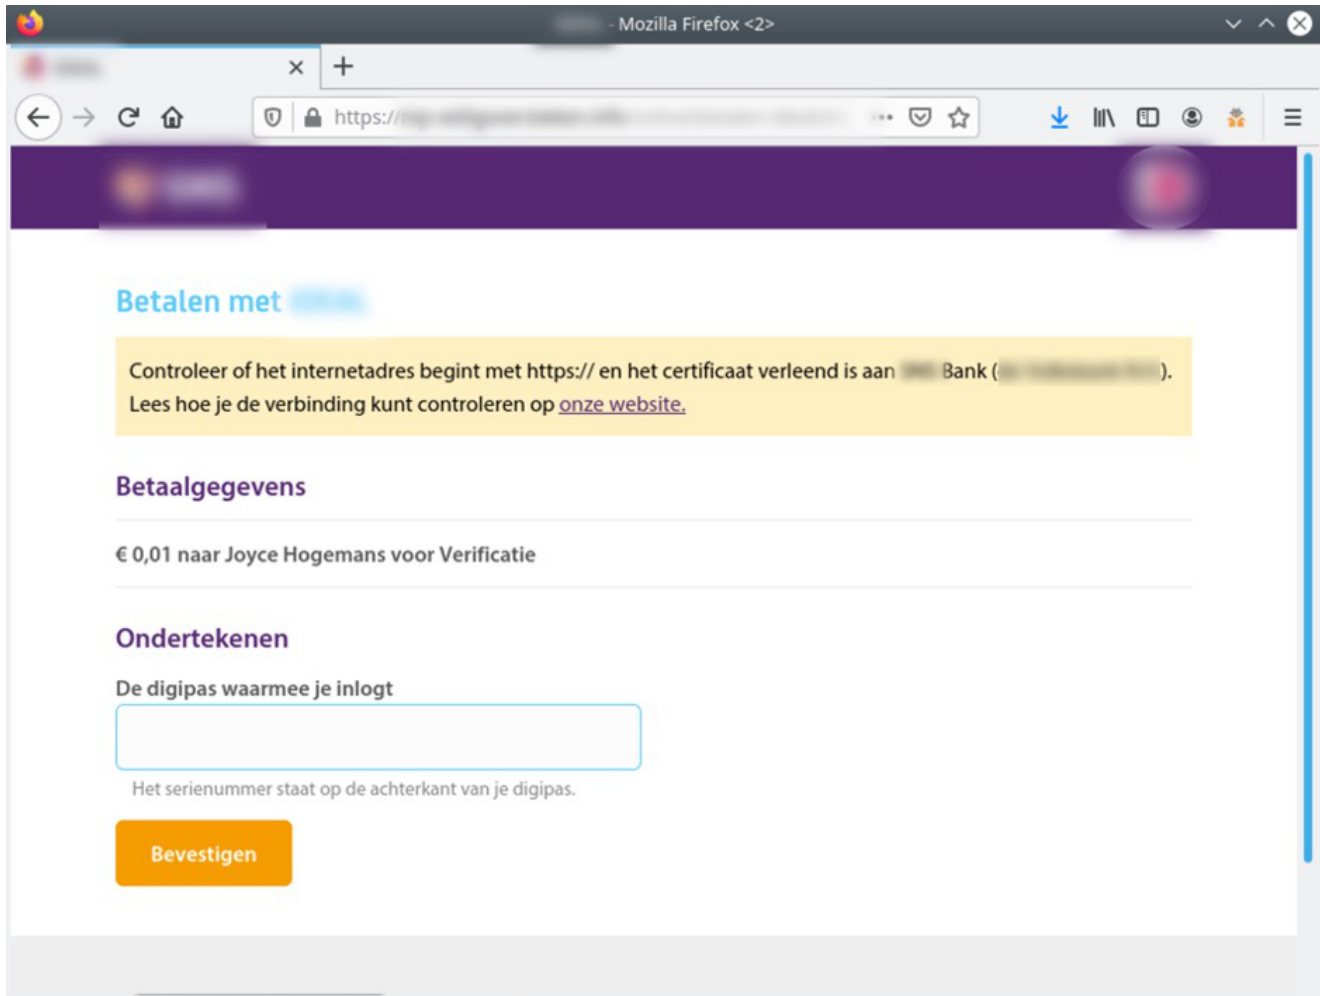 - Mozilla Firefox <2>
https://
Betalen met
Controleer of het internetadres begint met https:// en het certificaat verleend is aan Bank ( ).
Lees hoe je de verbinding kunt controleren op onze website.
Betaalgegevens
€ 0,01 naar Joyce Hogemans voor Verificatie
Ondertekenen
De digipas waarmee je inlogt
Het serienummer staat op de achterkant van je digipas.
Bevestigen